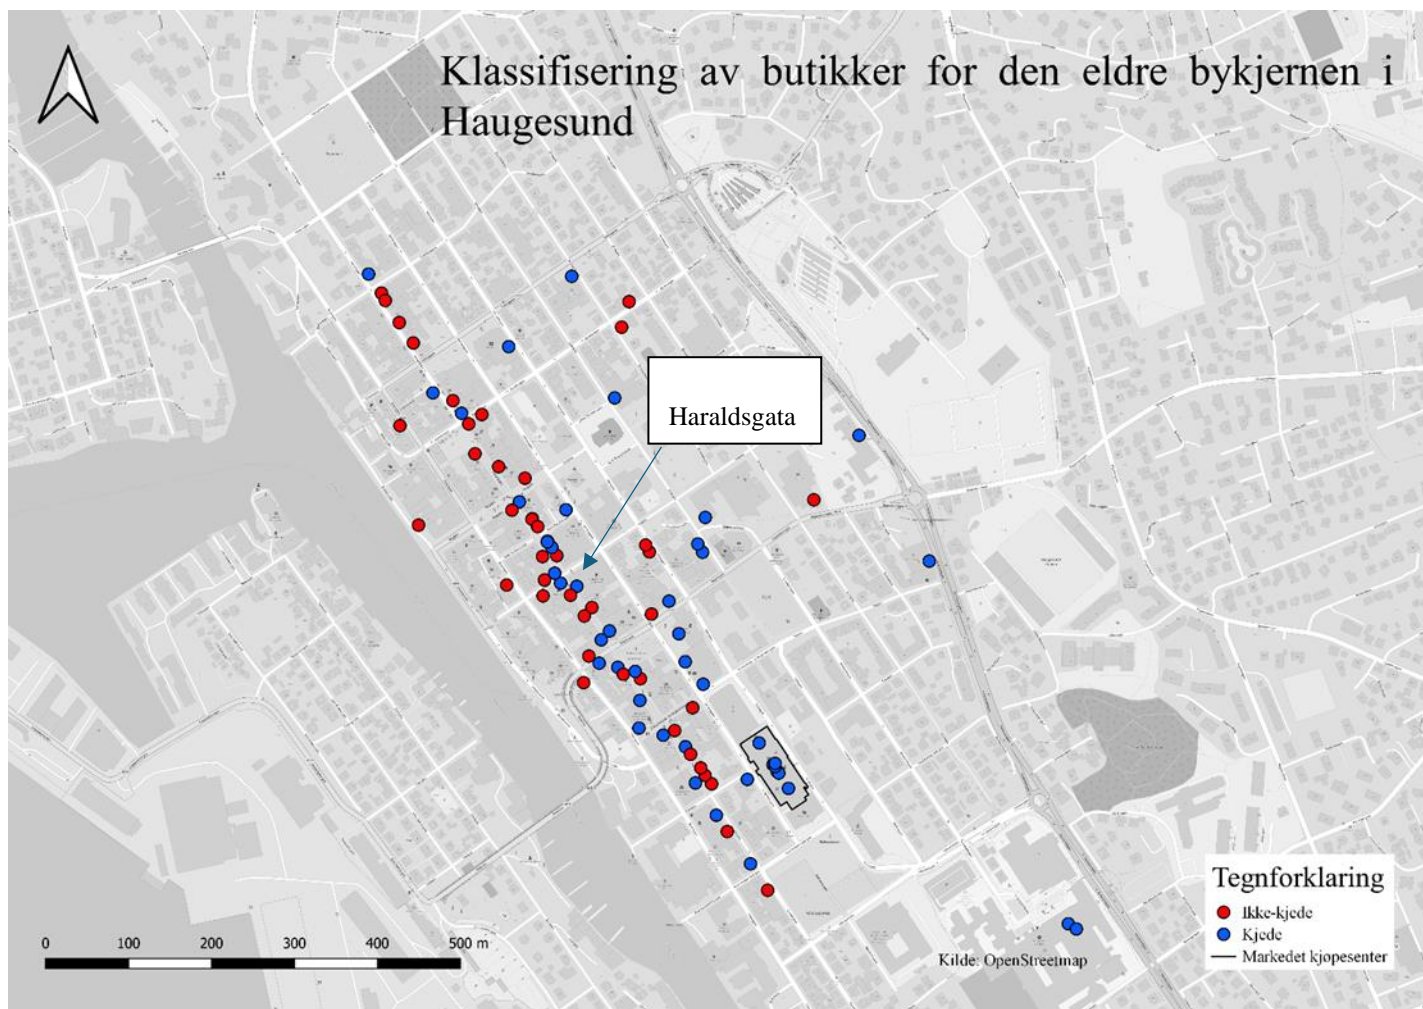 Klassifisering av butikker for den eldre bykjernen i
Haugesund
Haraldsgata
Tegnforklaring
Ikke-kjede
Kjede
Markedet kjøpesenter
0 100 200 300 400 500 m
Kilde: OpenStreetmap